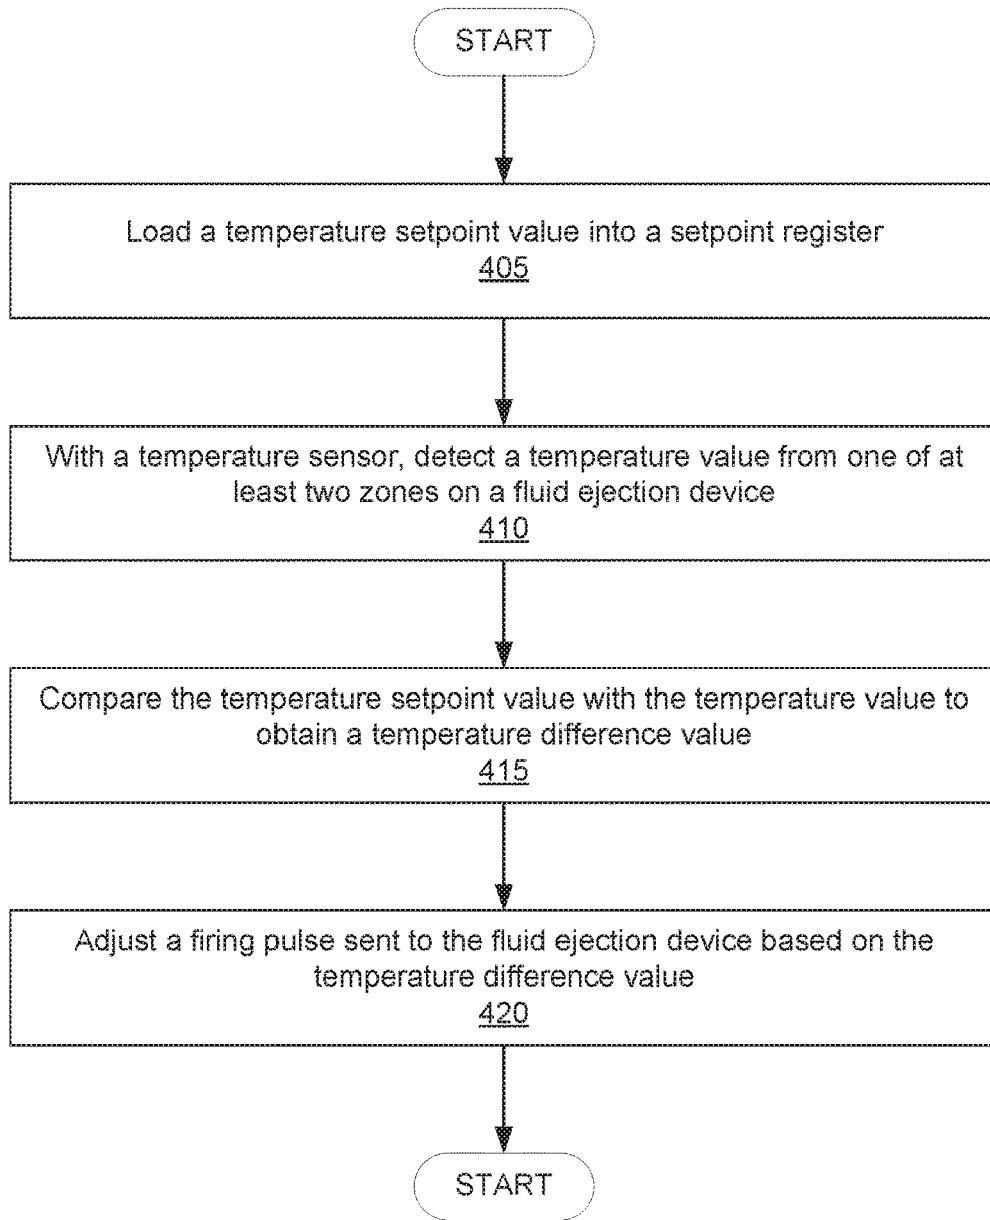 START
Load a temperature setpoint value into a setpoint register
405
With a temperature sensor, detect a temperature value from one of at
least two zones on a fluid ejection device
410
Compare the temperature setpoint value with the temperature value to
obtain a temperature difference value
415
Adjust a firing pulse sent to the fluid ejection device based on the
temperature difference value
420
START